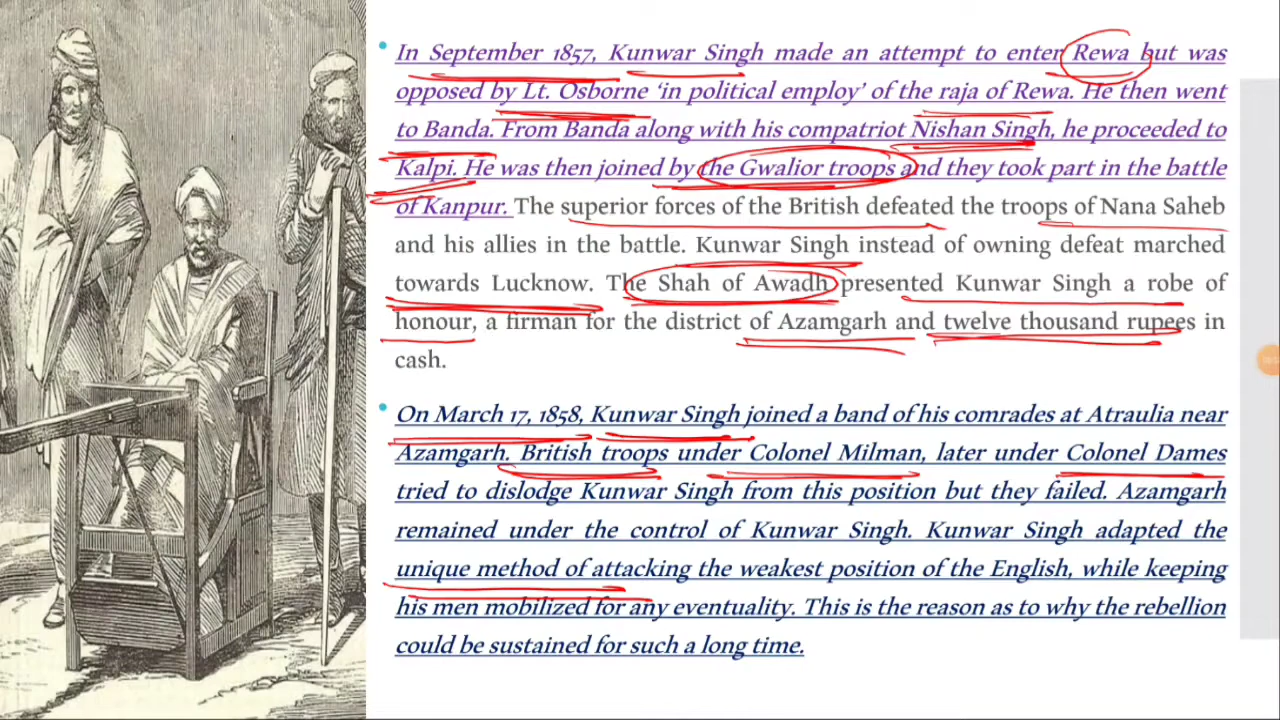 In September 1857, Kunwar Singh made an attempt to enter Rewa but was
opposed by Lt. Osborne ‘in political employ’ of the raja of Rewa. He then went
to Banda. From Banda along with his compatriot Nishan Singh, he proceeded to
Kalpi. He was then joined by the Gwalior troops and they took part in the battle
of Kanpur. The superior forces of the British defeated the troops of Nana Saheb
and his allies in the battle. Kunwar Singh instead of owning defeat marched
towards Lucknow. The Shah of Awadh presented Kunwar Singh a robe of
honour, a firman for the district of Azamgarh and twelve thousand rupees in
cash.
On March 17, 1858, Kunwar Singh joined a band of his comrades at Atraulia near
Azamgarh. British troops under Colonel Milman, later under Colonel Dames
tried to dislodge Kunwar Singh from this position but they failed. Azamgarh
remained under the control of Kunwar Singh. Kunwar Singh adapted the
unique method of attacking the weakest position of the English, while keeping
his men mobilized for any eventuality. This is the reason as to why the rebellion
could be sustained for such a long time.